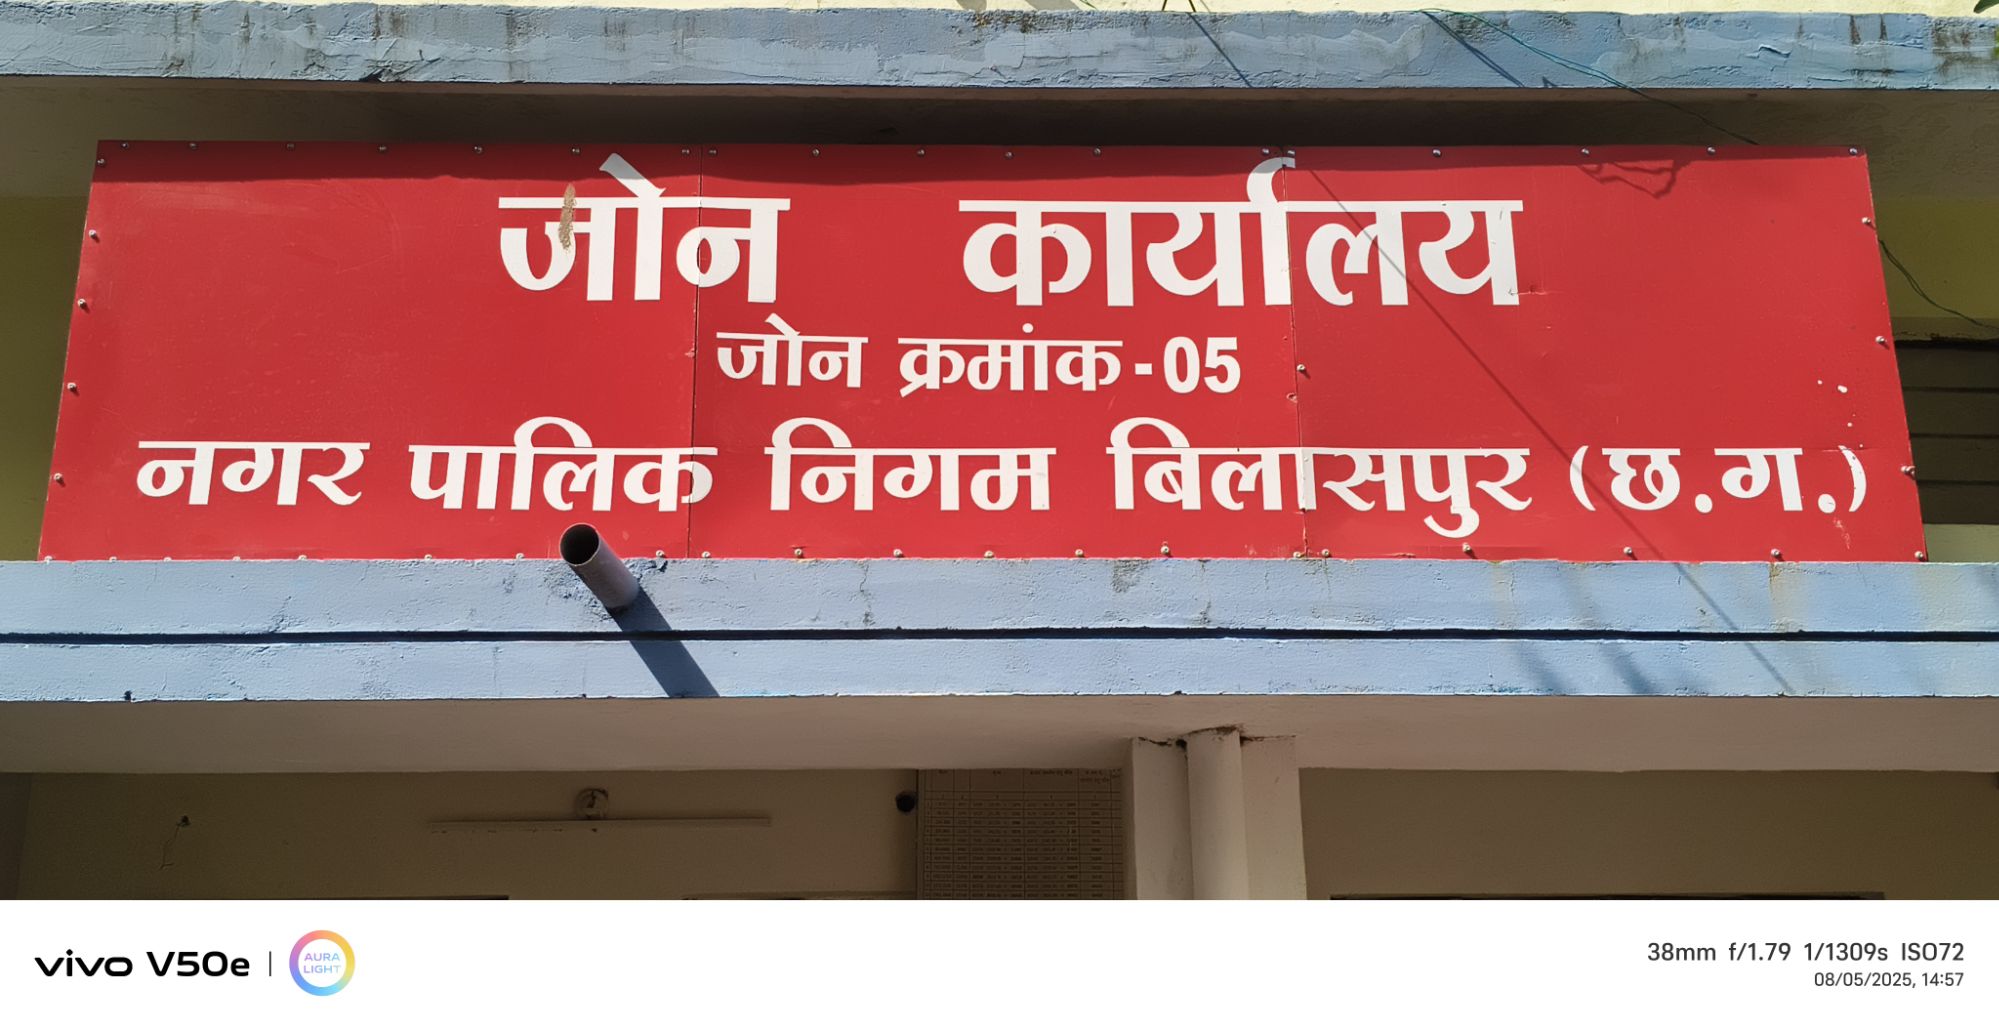 जोन कार्यालय
जोन क्रमांक-05
नगर पालिक निगम बिलासपुर (छ.ग.)
vivo V50e | AURA LIGHT
38mm f/1.79 1/1309s ISO72
08/05/2025, 14:57